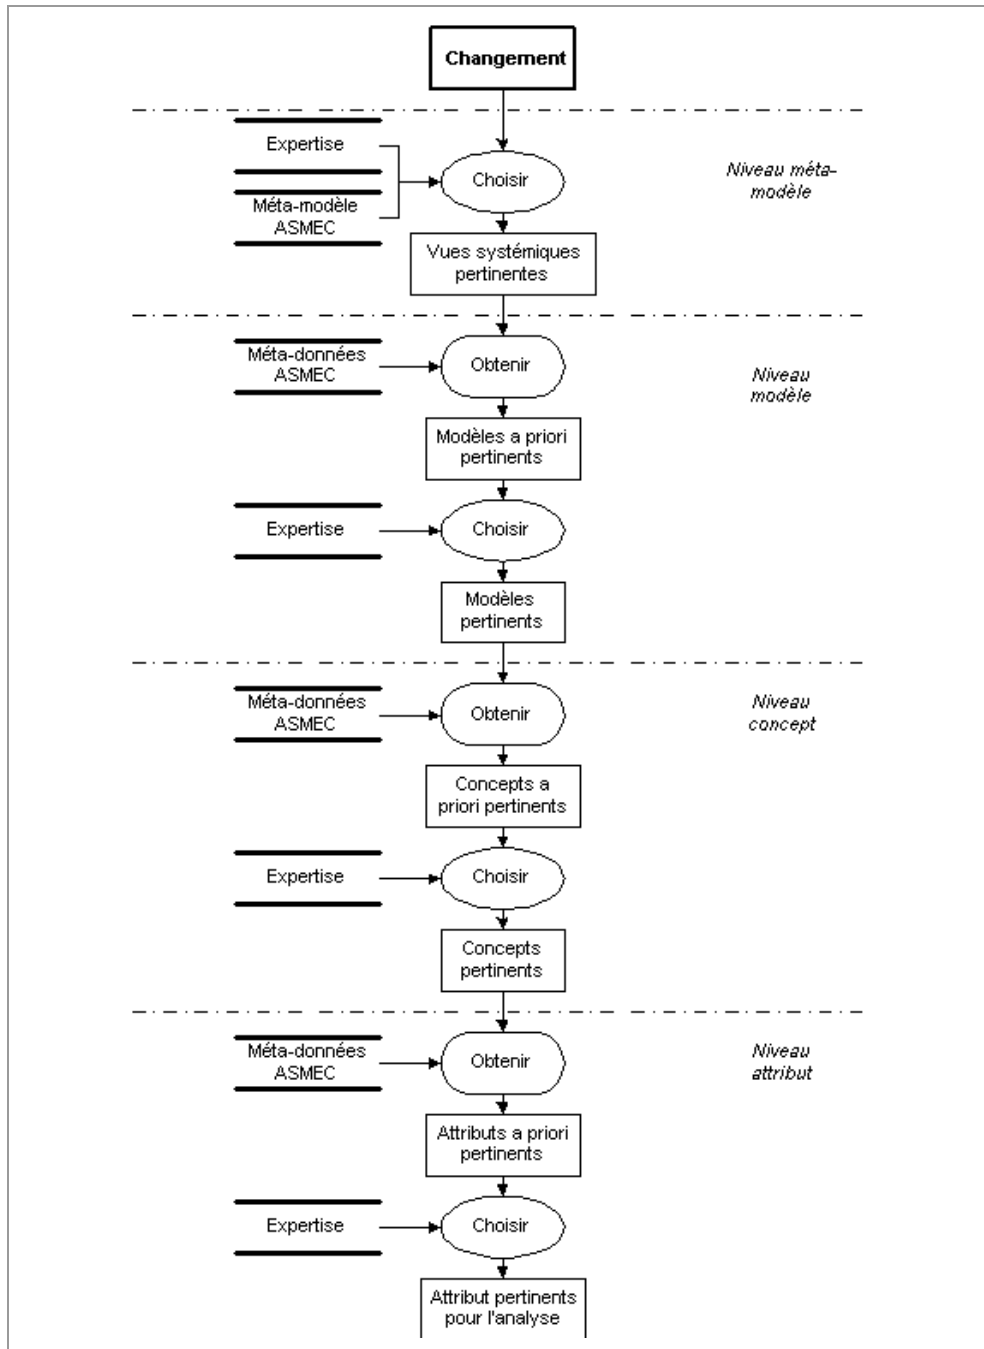 Changement
Expertise
Choisir
Niveau méta-
modèle
Méta-modèle
ASMEC
Vues systémiques
pertinentes
Méta-données
ASMEC
Obtenir
Niveau
modèle
Modèles a priori
pertinents
Expertise
Choisir
Modèles
pertinents
Méta-données
ASMEC
Obtenir
Niveau
concept
Concepts a
priori pertinents
Expertise
Choisir
Concepts
pertinents
Méta-données
ASMEC
Obtenir
Niveau
attribut
Attributs a priori
pertinents
Expertise
Choisir
Attribut pertinents
pour l'analyse